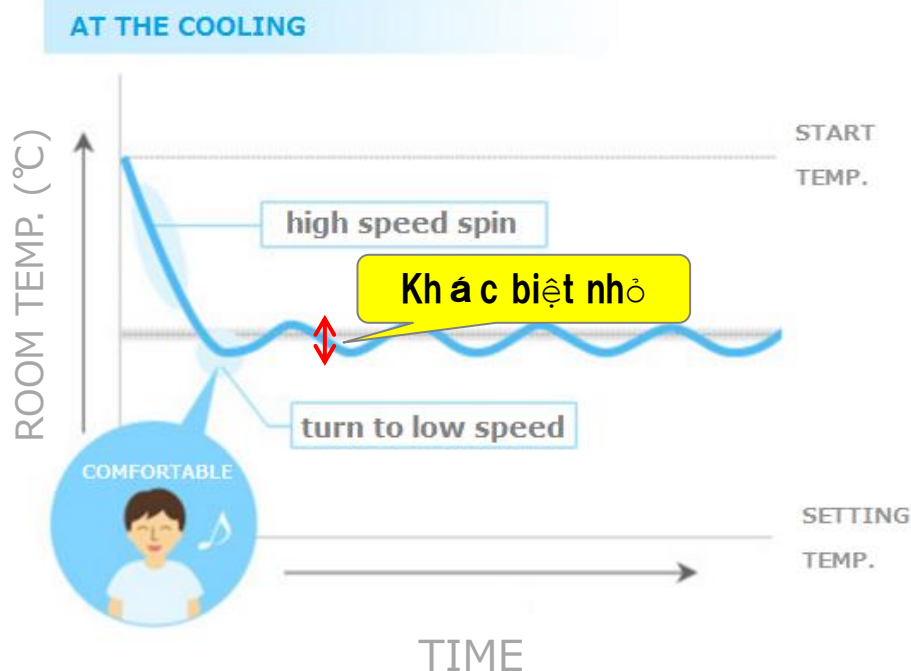 AT THE COOLING
ROOM TEMP. (℃)
START
TEMP.
high speed spin
Khác biệt nhỏ
turn to low speed
COMFORTABLE
SETTING
TEMP.
TIME